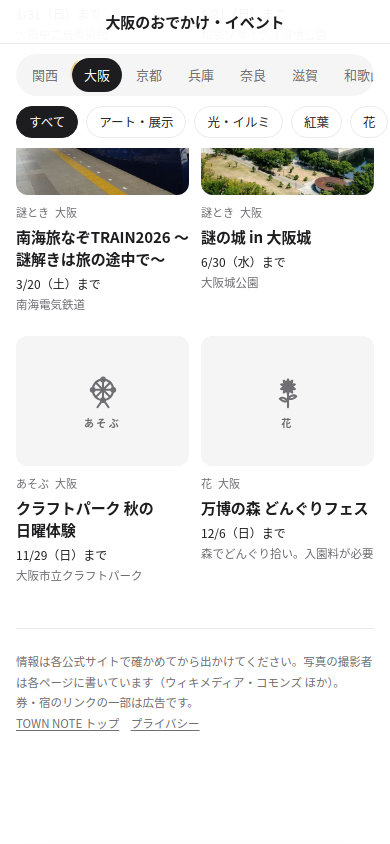 大阪のおでかけ・イベント
関西 大阪 京都 兵庫 奈良 滋賀
すべて アート・展示 光・イルミ 紅葉 花
謎とき 大阪
南海旅なぞTRAIN2026 〜
謎解きは旅の途中で〜
3/20（土）まで
南海電気鉄道
謎とき 大阪
謎の城 in 大阪城
6/30（水）まで
大阪城公園
あそぶ
あそぶ 大阪
クラフトパーク 秋の
日曜体験
11/29（日）まで
大阪市立クラフトパーク
花
花 大阪
万博の森 どんぐりフェス
12/6（日）まで
森でどんぐり拾い。入園料が必要
情報は各公式サイトで確かめてから出かけてください。写真の撮影者
は各ページに書いています（ウィキメディア・コモンズ ほか）。
券・宿のリンクの一部は広告です。
TOWN NOTE トップ プライバシー